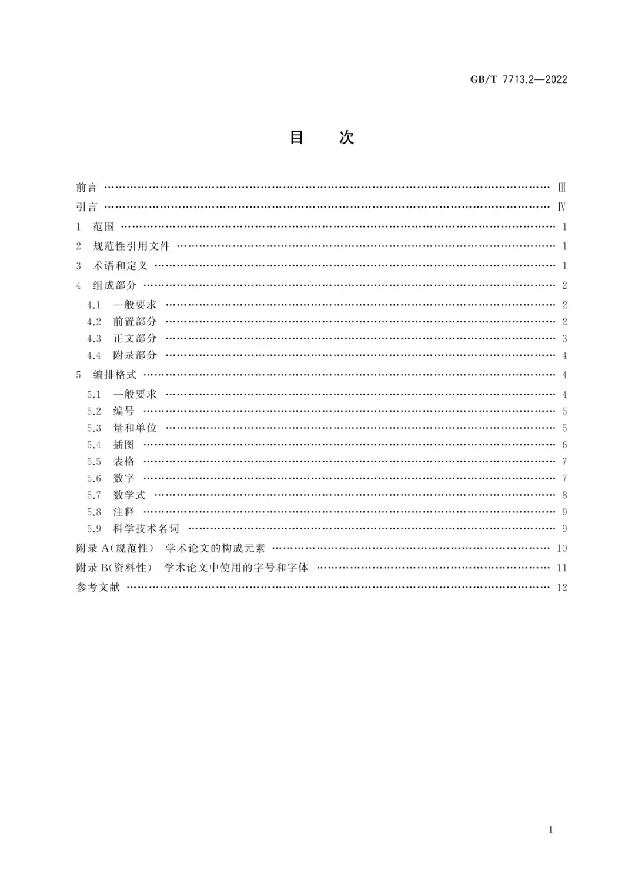 GB/T 7713.2—2022
目 次
前言 …… Ⅲ
引言 …… Ⅳ
1 范围 …… 1
2 规范性引用文件 …… 1
3 术语和定义 …… 1
4 组成部分 …… 2
4.1 一般要求 …… 2
4.2 前置部分 …… 2
4.3 正文部分 …… 3
4.4 附录部分 …… 4
5 编排格式 …… 4
5.1 一般要求 …… 4
5.2 编号 …… 5
5.3 量和单位 …… 5
5.4 插图 …… 6
5.5 表格 …… 7
5.6 数字 …… 7
5.7 数学式 …… 8
5.8 注释 …… 9
5.9 科学技术名词 …… 9
附录 A(规范性) 学术论文的构成元素 …… 10
附录 B(资料性) 学术论文中使用的字号和字体 …… 11
参考文献 …… 12
Ⅰ